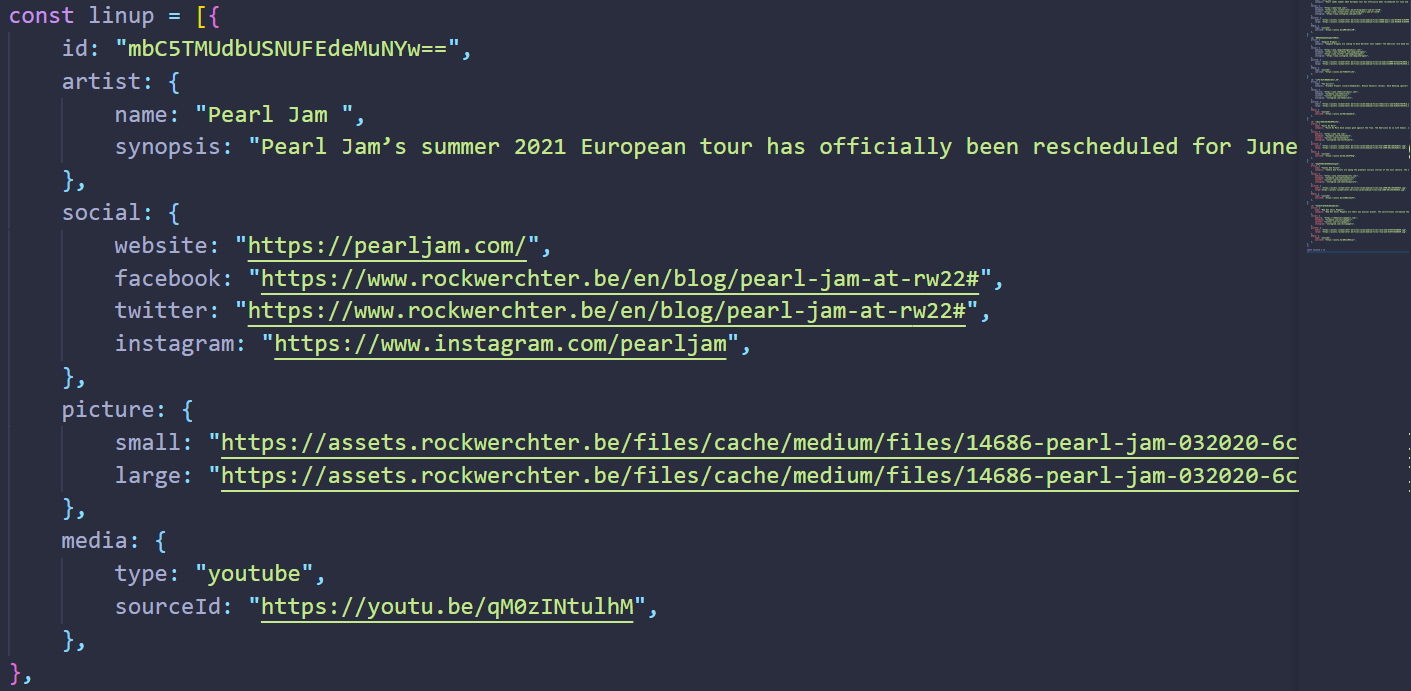 const linup = [{
id: "mbC5TMUdbUSNUFEdeMuNYw==",
artist: {
name: "Pearl Jam ",
synopsis: "Pearl Jam’s summer 2021 European tour has officially been rescheduled for June
},
social: {
website: "https://pearljam.com/",
facebook: "https://www.rockwerchter.be/en/blog/pearl-jam-at-rw22#",
twitter: "https://www.rockwerchter.be/en/blog/pearl-jam-at-rw22#",
instagram: "https://www.instagram.com/pearljam",
},
picture: {
small: "https://assets.rockwerchter.be/files/cache/medium/files/14686-pearl-jam-032020-6c
large: "https://assets.rockwerchter.be/files/cache/medium/files/14686-pearl-jam-032020-6c
},
media: {
type: "youtube",
sourceId: "https://youtu.be/qM0zINtulhM",
},
},